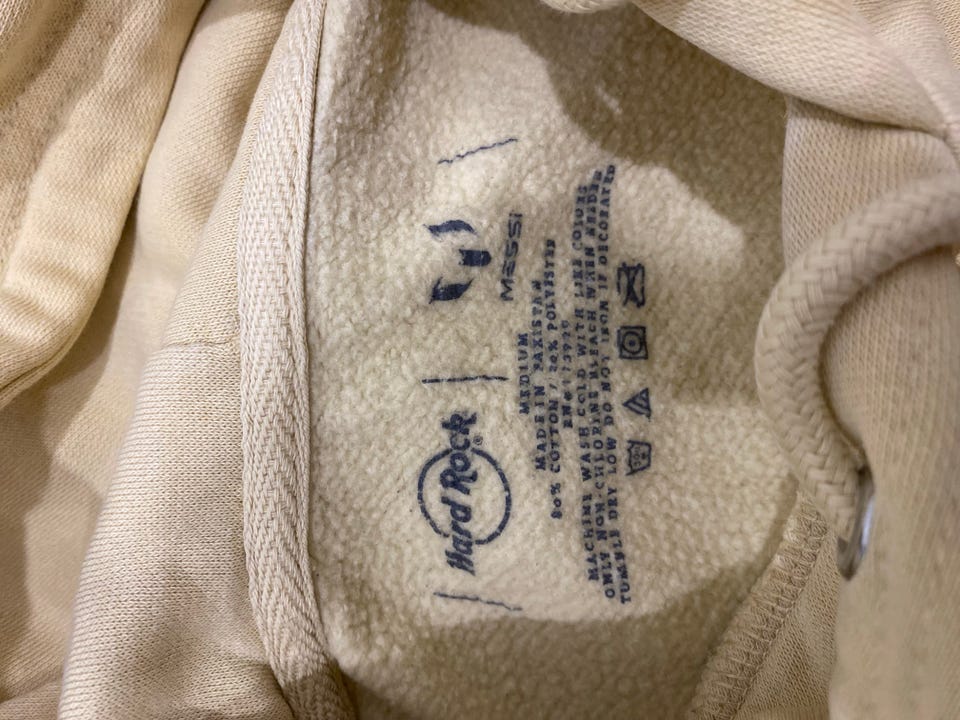 Hard Rock®
MESSI
MEDIUM
MADE IN PAKISTAN
80% COTTON / 20% POLYESTER
MACHINE WASH COLD WITH LIKE COLORS
ONLY NON-CHLORINE BLEACH WHEN NEEDED
TUMBLE DRY LOW DO NOT IRON IF DECORATED